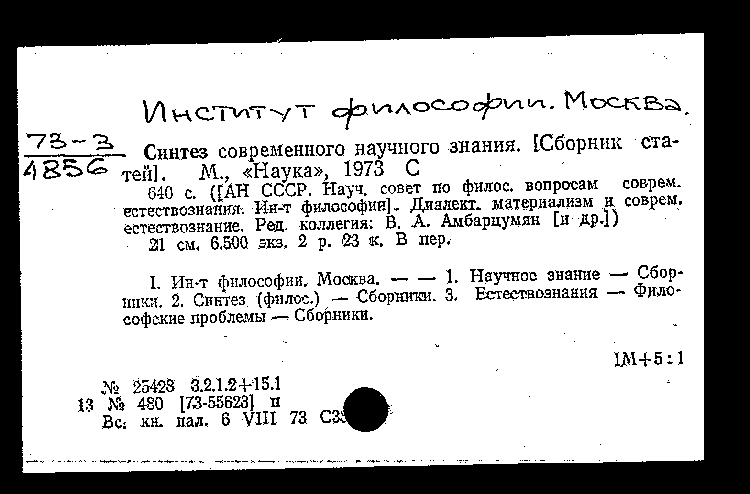 Институт философии. Москва.
73-3
4856
Синтез современного научного знания. [Сборник ста-
тей]. М., «Наука», 1973 С
640 с. ([АН СССР. Науч. совет по филос. вопросам соврем.
естествознания. Ин-т философии]. Диалект. материализм и соврем.
естествознание. Ред. коллегия: В. А. Амбарцумян [и др.])
21 см. 6.500 экз. 2 р. 23 к. В пер.
I. Ин-т философии. Москва. — — 1. Научное знание — Сбор-
ники. 2. Синтез (филос.) — Сборники. 3. Естествознания — Фило-
софские проблемы — Сборники.
1М+5:1
№ 25428 3.2.1.2+15.1
13 № 480 [73-55623] п
Вс. кн. пал. 6 VIII 73